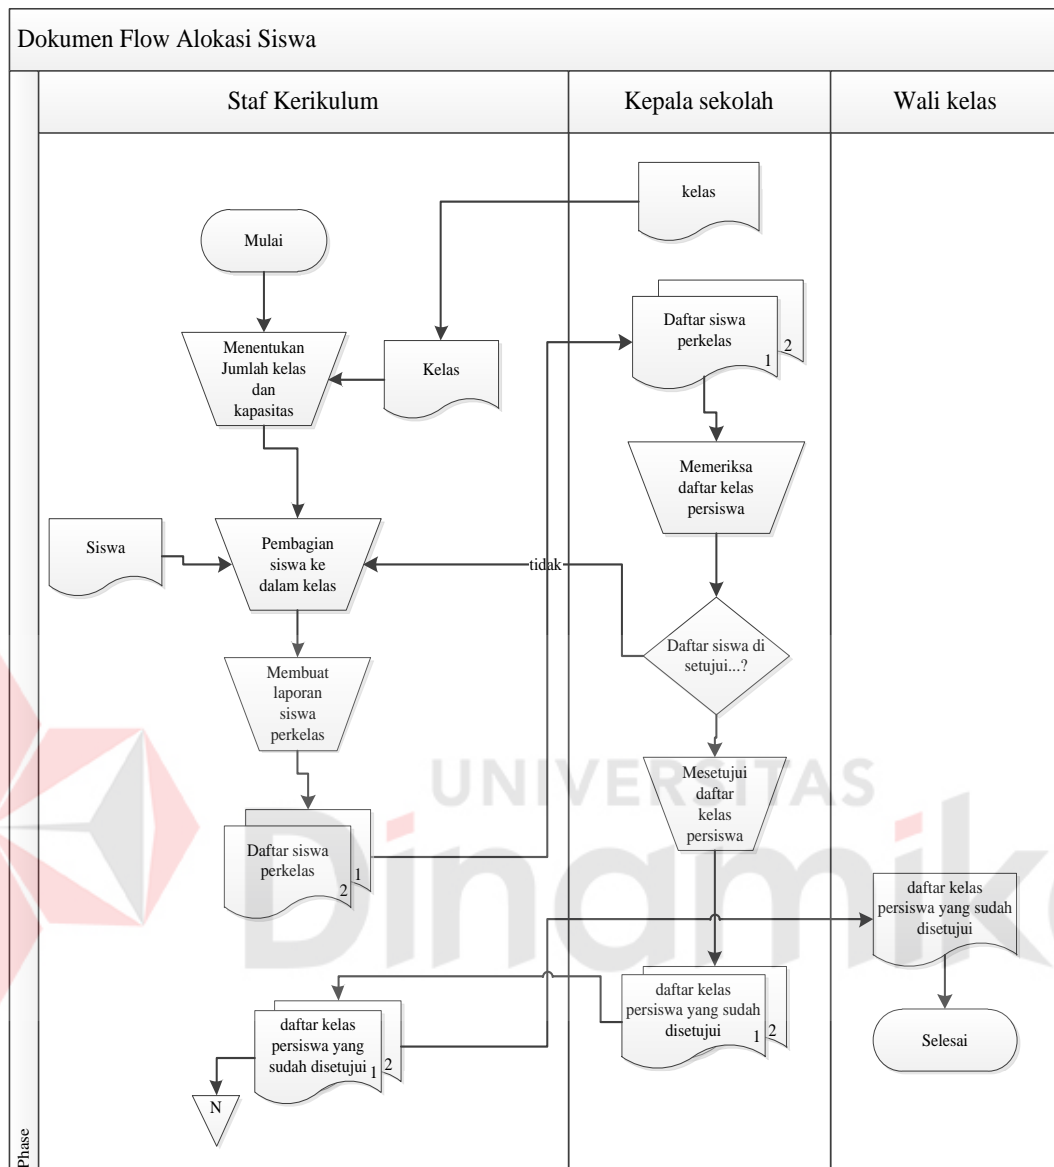 Dokumen Flow Alokasi Siswa
Staf Kerikulum
Kepala sekolah
Wali kelas
kelas
Mulai
Daftar siswa
perkelas
1
2
Menentukan
Jumlah kelas
dan
kapasitas
Kelas
Memeriksa
daftar kelas
persiswa
Siswa
Pembagian
siswa ke
dalam kelas
tidak
Daftar siswa di
setujui...?
Membuat
laporan
siswa
perkelas
Mesetujui
daftar
kelas
persiswa
UNIVERSITAS
Dinamika
Daftar siswa
perkelas
2
1
daftar kelas
persiswa yang sudah
disetujui
daftar kelas
persiswa yang sudah
disetujui
1
2
daftar kelas
persiswa yang
sudah disetujui
1
2
Selesai
N
Phase